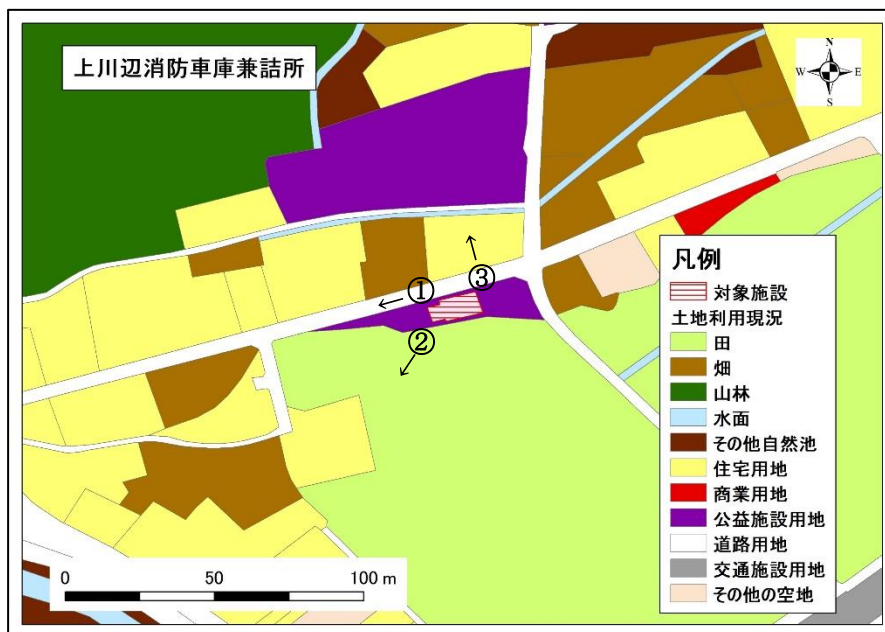 上川辺消防車庫兼詰所
N
W E
S
①
③
②
凡例
対象施設
土地利用現況
田
畑
山林
水面
その他自然池
住宅用地
商業用地
公益施設用地
道路用地
交通施設用地
その他の空地
0 50 100 m